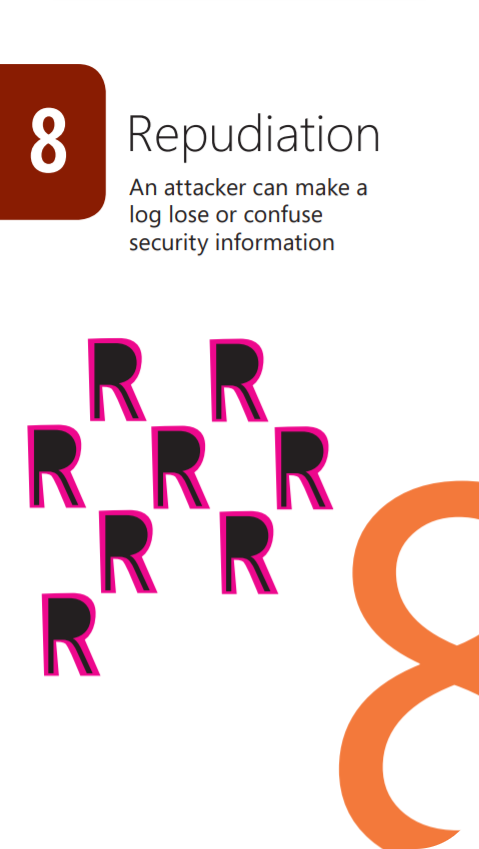 8
Repudiation
An attacker can make a
log lose or confuse
security information
R R
R R R
R R
R
8